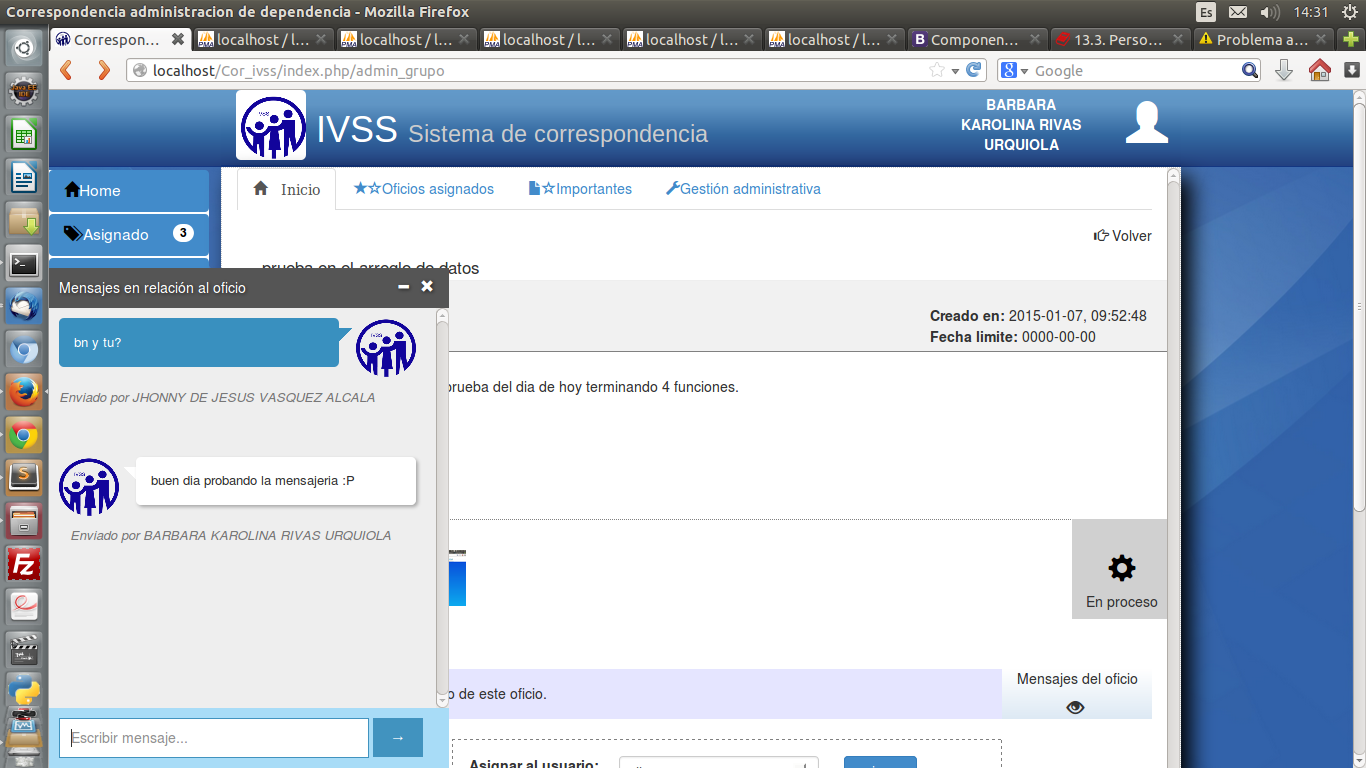 Correspondencia administracion de dependencia - Mozilla Firefox
Es
14:31
Correspon…
localhost / l…
localhost / l…
localhost / l…
localhost / l…
localhost / l…
Componen…
13.3. Perso…
Problema a…
localhost/Cor_ivss/index.php/admin_grupo
Google
IVSS Sistema de correspondencia
BARBARA
KAROLINA RIVAS
URQUIOLA
Home
Asignado 3
Inicio
Oficios asignados
Importantes
Gestión administrativa
Volver
prueba en el arreglo de datos
Creado en: 2015-01-07, 09:52:48
Fecha limite: 0000-00-00
prueba del dia de hoy terminando 4 funciones.
En proceso
o de este oficio.
Mensajes del oficio
Asignar al usuario:
Mensajes en relación al oficio
bn y tu?
Enviado por JHONNY DE JESUS VASQUEZ ALCALA
buen dia probando la mensajeria :P
Enviado por BARBARA KAROLINA RIVAS URQUIOLA
Escribir mensaje...
→